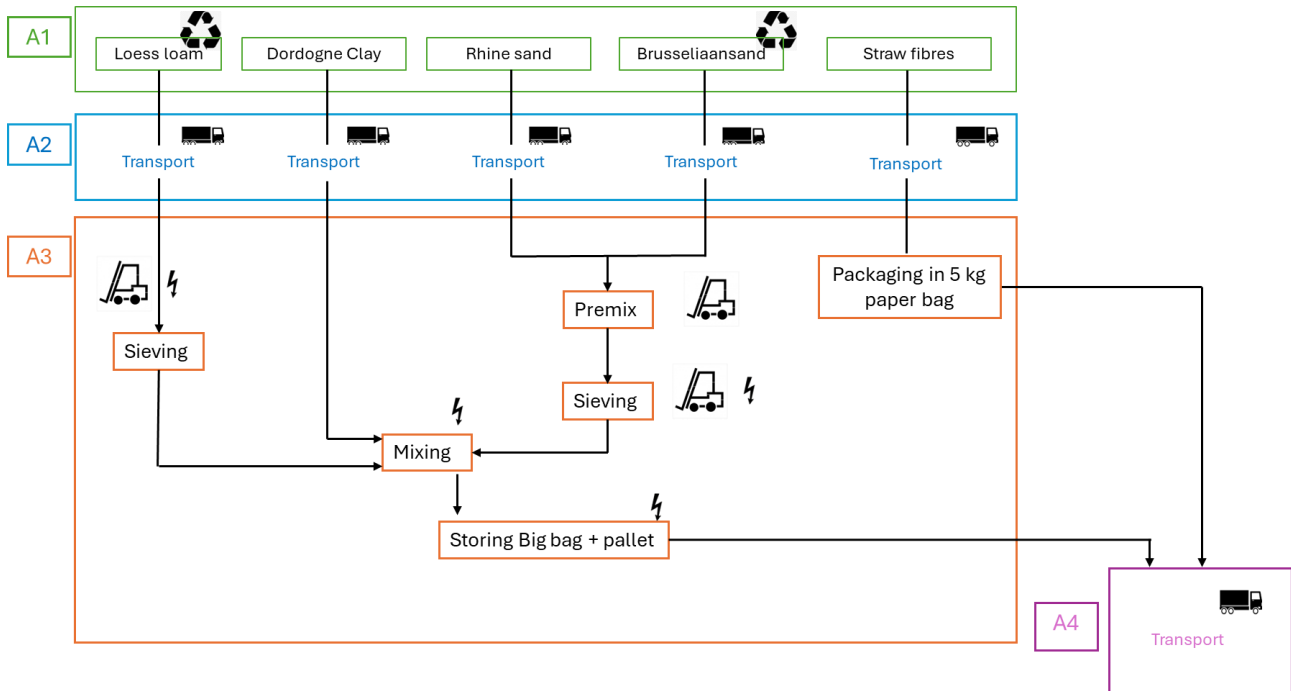 A1
Loess loam
Dordogne Clay
Rhine sand
Brusseliaansand
Straw fibres
A2
Transport
Transport
Transport
Transport
Transport
A3
Packaging in 5 kg
paper bag
Premix
Sieving
Sieving
Mixing
Storing Big bag + pallet
A4
Transport